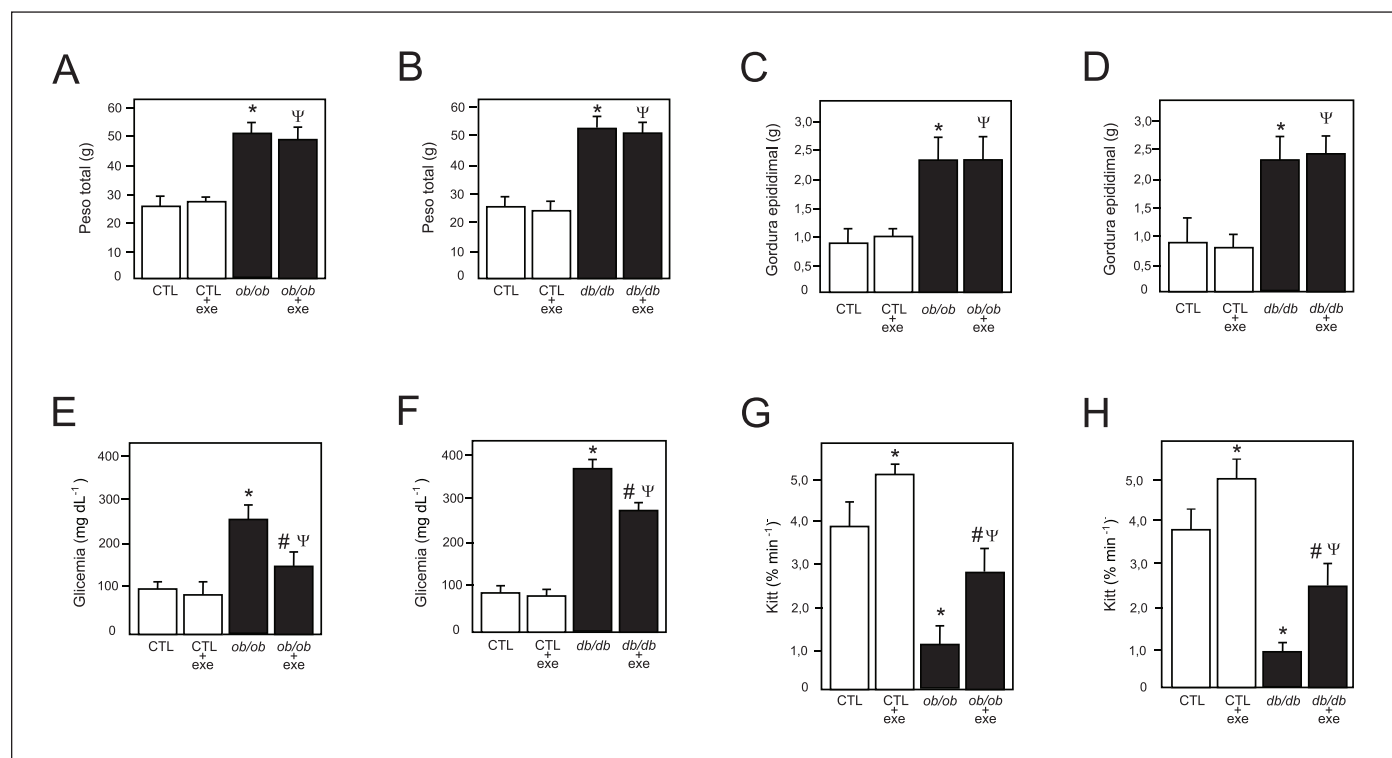 A
Peso total (g)
60
50
40
30
20
10
0
*
Ψ
CTL
CTL
+
exe
ob/ob
ob/ob
+
exe
B
Peso total (g)
60
50
40
30
20
10
0
*
Ψ
CTL
CTL
+
exe
db/db
db/db
+
exe
C
Gordura epididimal (g)
3,0
2,5
2,0
1,0
0,5
0
*
Ψ
CTL
CTL
+
exe
ob/ob
ob/ob
+
exe
D
Gordura epididimal (g)
3,0
2,5
2,0
1,0
0,5
0
*
Ψ
CTL
CTL
+
exe
db/db
db/db
+
exe
E
Glicemia (mg dL-1)
400
300
200
100
0
*
# Ψ
CTL
CTL
+
exe
ob/ob
ob/ob
+
exe
F
Glicemia (mg dL-1)
400
300
200
100
0
*
# Ψ
CTL
CTL
+
exe
db/db
db/db
+
exe
G
Kitt (% min-1)-
5,0
4,0
3,0
2,0
1,0
0
*
*
#Ψ
CTL
CTL
+
exe
ob/ob
ob/ob
+
exe
H
Kitt (% min-1)-
5,0
4,0
3,0
2,0
1,0
0
*
*
# Ψ
CTL
CTL
+
exe
db/db
db/db
+
exe